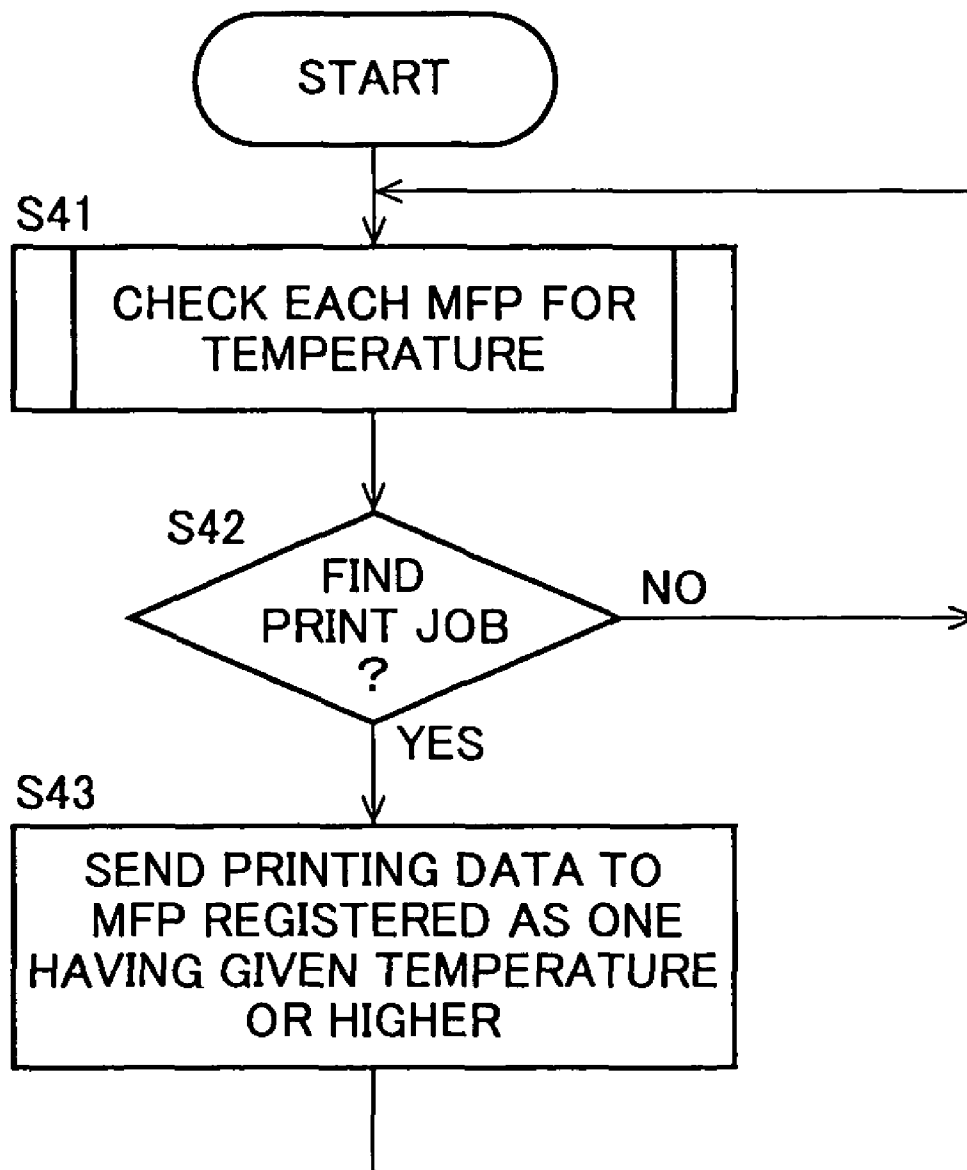 START
S41
CHECK EACH MFP FOR
TEMPERATURE
S42
FIND
PRINT JOB
?
NO
YES
S43
SEND PRINTING DATA TO
MFP REGISTERED AS ONE
HAVING GIVEN TEMPERATURE
OR HIGHER